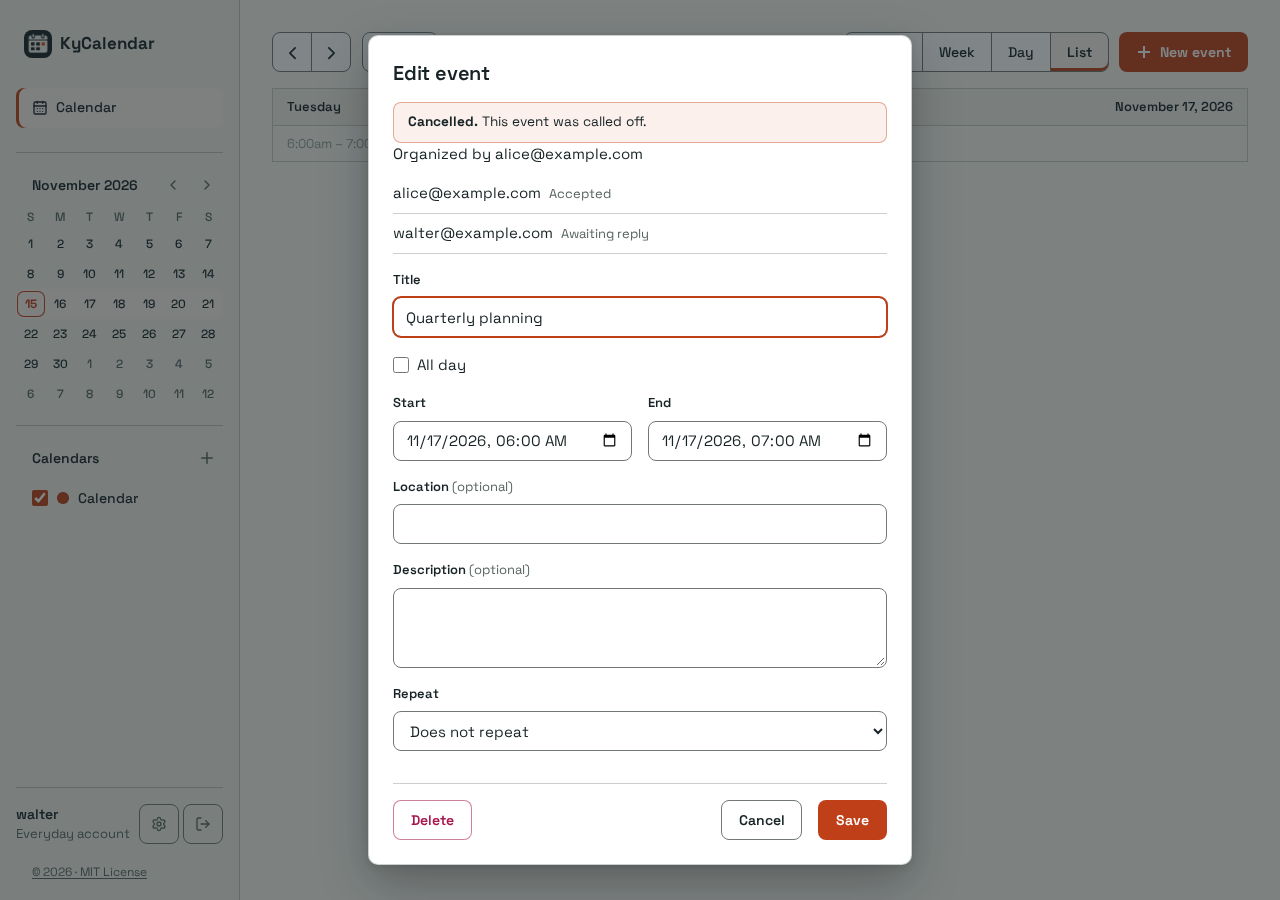 KyCalendar
Calendar
November 2026
S M T W T F S
1 2 3 4 5 6 7
8 9 10 11 12 13 14
15 16 17 18 19 20 21
22 23 24 25 26 27 28
29 30 1 2 3 4 5
6 7 8 9 10 11 12
Calendars
Calendar
walter
Everyday account
© 2026 · MIT License
Week Day List New event
Tuesday November 17, 2026
6:00am – 7:00
Edit event
Cancelled. This event was called off.
Organized by alice@example.com
alice@example.com Accepted
walter@example.com Awaiting reply
Title
Quarterly planning
All day
Start End
11/17/2026, 06:00 AM 11/17/2026, 07:00 AM
Location (optional)
Description (optional)
Repeat
Does not repeat
Delete Cancel Save